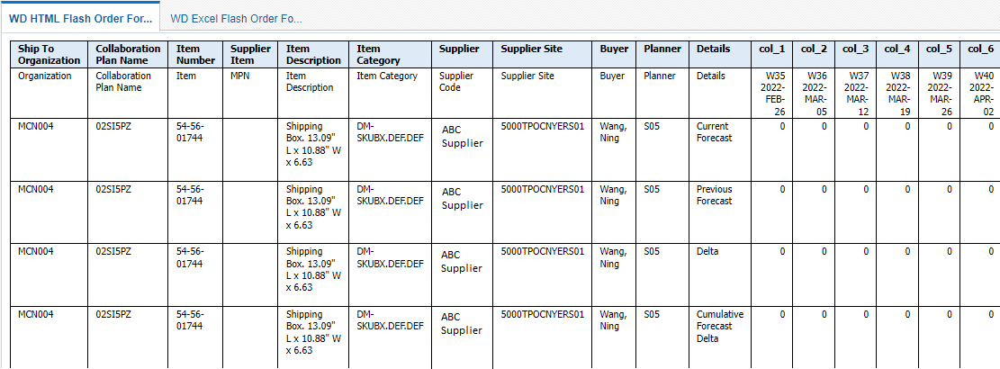 WD HTML Flash Order For... WD Excel Flash Order Fo...
Ship To Organization Collaboration Plan Name Item Number Supplier Item Item Description Item Category Supplier Supplier Site Buyer Planner Details col_1 col_2 col_3 col_4 col_5 col_6
Organization Collaboration Plan Name Item MPN Item Description Item Category Supplier Code Supplier Site Buyer Planner Details W35 2022-FEB-26 W36 2022-MAR-05 W37 2022-MAR-12 W38 2022-MAR-19 W39 2022-MAR-26 W40 2022-APR-02
MCN004 02SI5PZ 54-56-01744 Shipping Box. 13.09" L x 10.88" W x 6.63 DM-SKUBX.DEF.DEF ABC Supplier 5000TPOCNYERS01 Wang, Ning S05 Current Forecast 0 0 0 0 0 0
MCN004 02SI5PZ 54-56-01744 Shipping Box. 13.09" L x 10.88" W x 6.63 DM-SKUBX.DEF.DEF ABC Supplier 5000TPOCNYERS01 Wang, Ning S05 Previous Forecast 0 0 0 0 0 0
MCN004 02SI5PZ 54-56-01744 Shipping Box. 13.09" L x 10.88" W x 6.63 DM-SKUBX.DEF.DEF ABC Supplier 5000TPOCNYERS01 Wang, Ning S05 Delta 0 0 0 0 0 0
MCN004 02SI5PZ 54-56-01744 Shipping Box. 13.09" L x 10.88" W x 6.63 DM-SKUBX.DEF.DEF ABC Supplier 5000TPOCNYERS01 Wang, Ning S05 Cumulative Forecast Delta 0 0 0 0 0 0